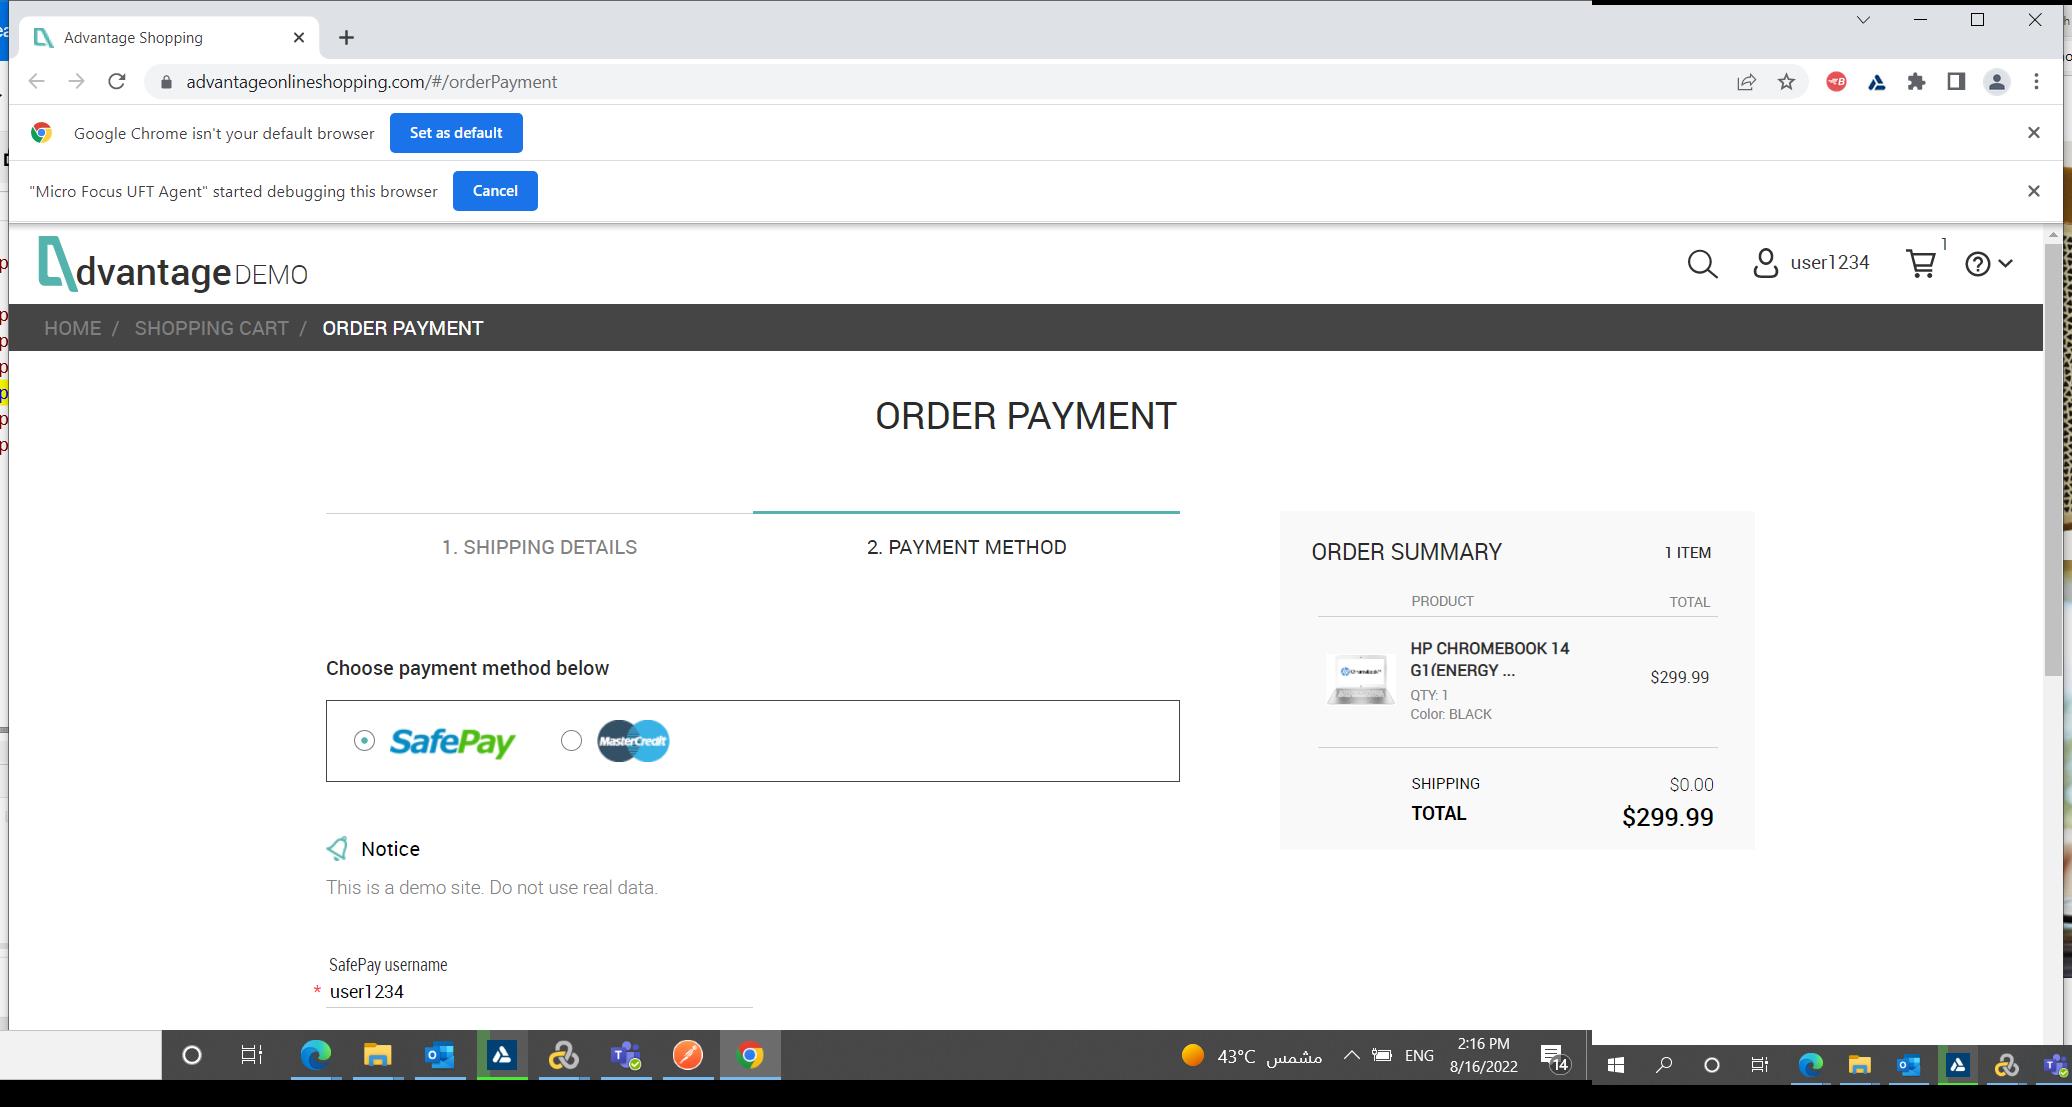 Advantage Shopping
advantageonlineshopping.com/#/orderPayment
Google Chrome isn't your default browser
Set as default
"Micro Focus UFT Agent" started debugging this browser
Cancel
dvantage DEMO
user1234
1
HOME / SHOPPING CART / ORDER PAYMENT
ORDER PAYMENT
1. SHIPPING DETAILS
2. PAYMENT METHOD
Choose payment method below
SafePay
MasterCredit
Notice
This is a demo site. Do not use real data.
SafePay username
* user1234
ORDER SUMMARY
1 ITEM
PRODUCT
TOTAL
HP CHROMEBOOK 14
G1(ENERGY ...
$299.99
QTY: 1
Color: BLACK
SHIPPING
$0.00
TOTAL
$299.99
43°C مشمس
ENG
2:16 PM
8/16/2022
14